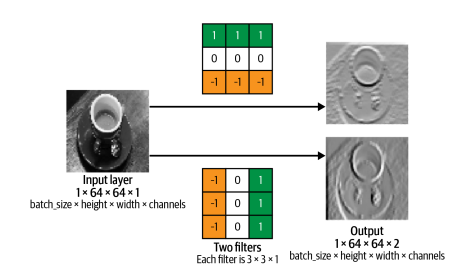 1 1 1
0 0 0
-1 -1 -1
Input layer
1 × 64 × 64 × 1
batch_size × height × width × channels
-1 0 1
-1 0 1
-1 0 1
Two filters
Each filter is 3 × 3 × 1
Output
1 × 64 × 64 × 2
batch_size × height × width × channels